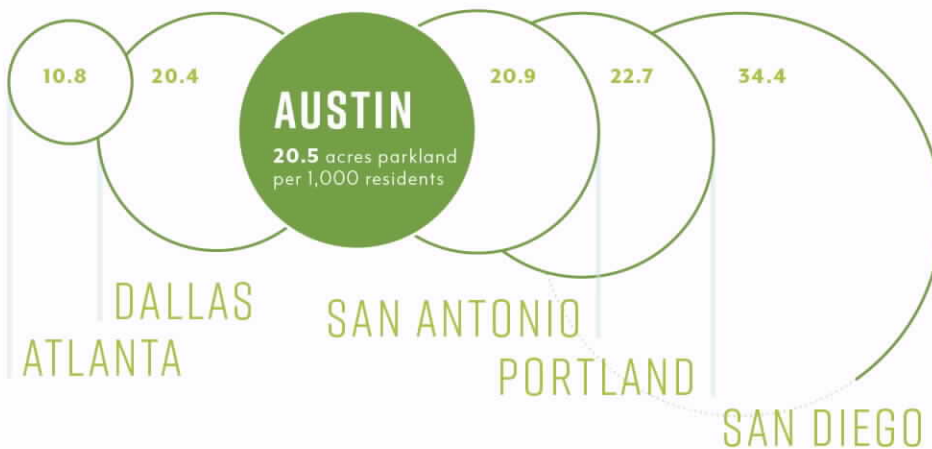 10.8
20.4
AUSTIN
20.5 acres parkland
per 1,000 residents
20.9
22.7
34.4
DALLAS
ATLANTA
SAN ANTONIO
PORTLAND
SAN DIEGO